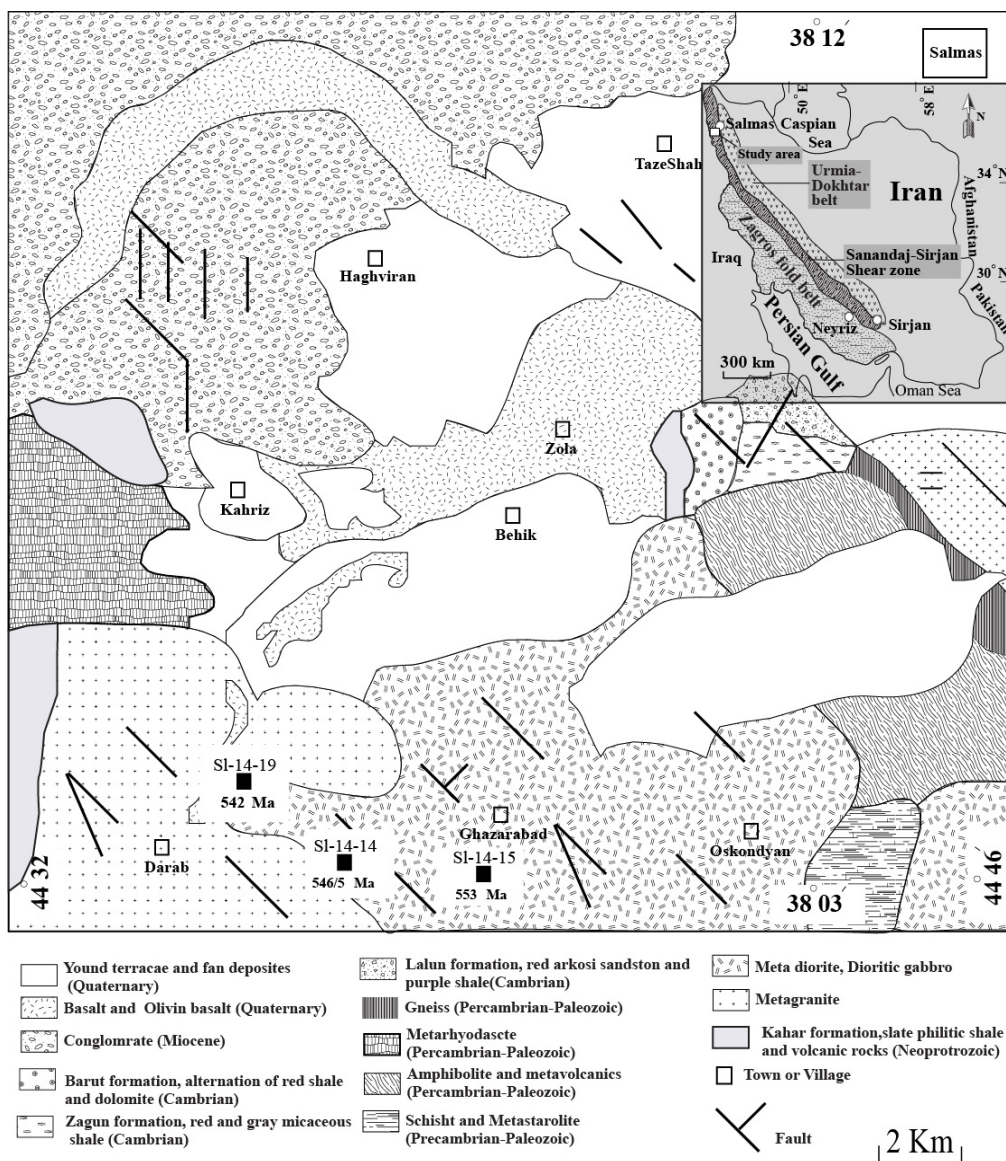 38 12
Salmas
50° E
58° E
N
Salmas
Caspian
Sea
TazeShah
Study area
34° N
Urmia-
Dokhtar
belt
Iran
Afghanistan
Haghviran
Zagros fold belt
Sanandaj-Sirjan
Shear zone
Iraq
30° N
Pakistan
Persian Gulf
Neyriz
Sirjan
300 km
Oman Sea
Zola
Kahriz
Behik
Sl-14-19
542 Ma
Ghazarabad
Oskondyan
Darab
Sl-14-14
546/5 Ma
Sl-14-15
553 Ma
44 32
38 03
44 46
Yound terracae and fan deposites
(Quaternary)
Basalt and Olivin basalt (Quaternary)
Conglomrate (Miocene)
Barut formation, alternation of red shale
and dolomite (Cambrian)
Zagun formation, red and gray micaceous
shale (Cambrian)
Lalun formation, red arkosi sandston and
purple shale(Cambrian)
Gneiss (Percambrian-Paleozoic)
Metarhyodascte
(Percambrian-Paleozoic)
Amphibolite and metavolcanics
(Percambrian-Paleozoic)
Schisht and Metastarolite
(Precambrian-Paleozoic)
Meta diorite, Dioritic gabbro
Metagranite
Kahar formation,slate philitic shale
and volcanic rocks (Neoprotrozoic)
Town or Village
Fault
2 Km